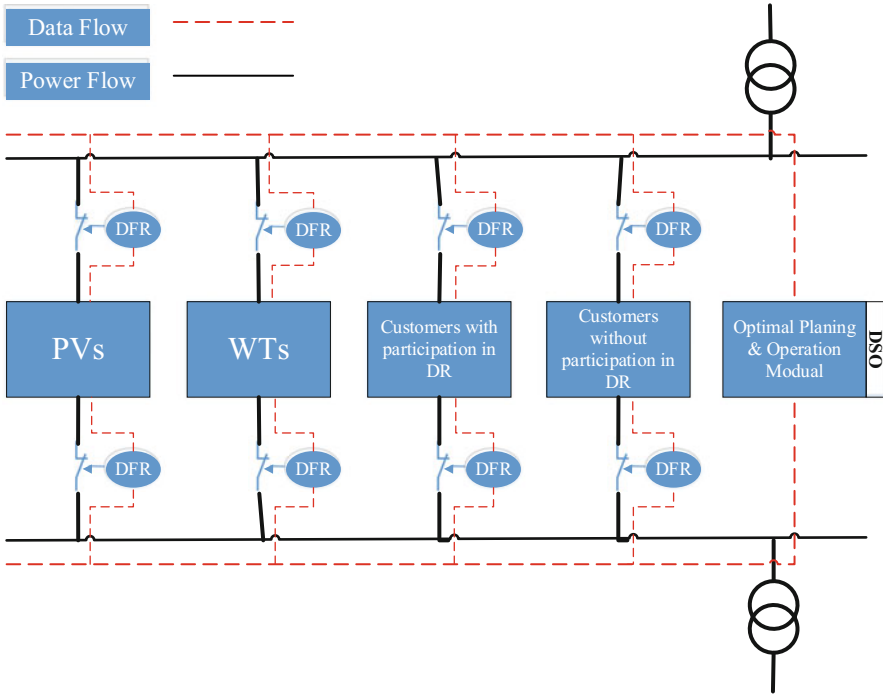 Data Flow
Power Flow
DFR
DFR
DFR
DFR
PVs
WTs
Customers with
participation in
DR
Customers
without
participation in
DR
Optimal Planing
& Operation
Modual
DSO
DFR
DFR
DFR
DFR